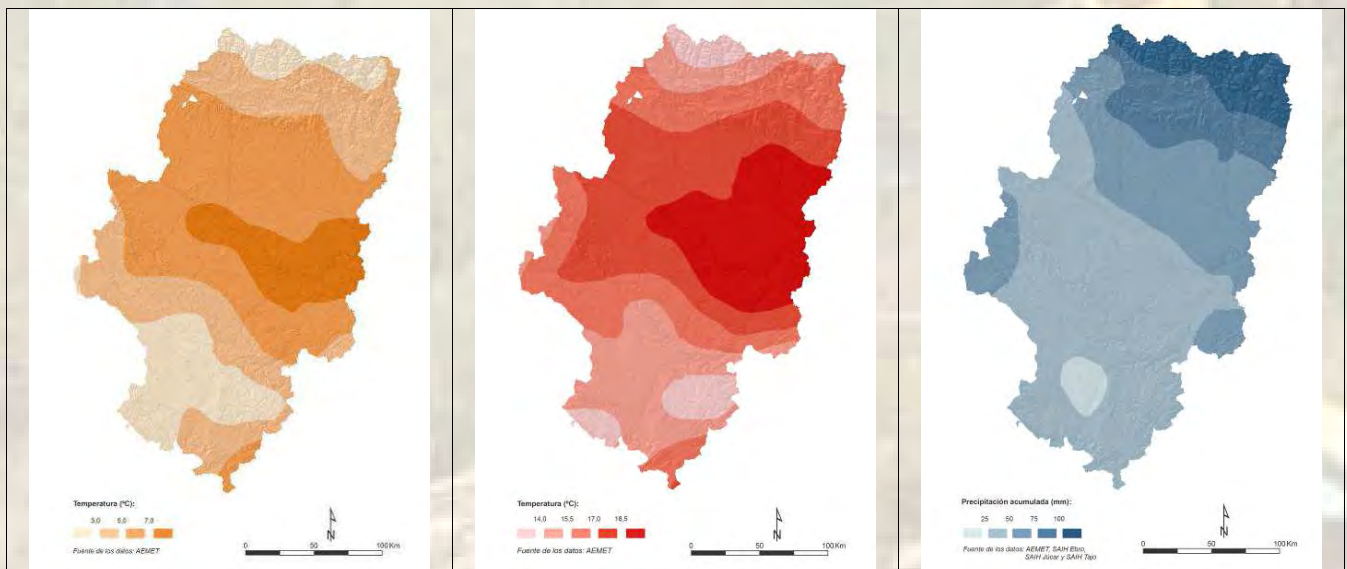 Temperatura (ºC):
3,0 5,0 7,0
Fuente de los datos: AEMET
N
0 50 100 Km
Temperatura (ºC):
14,0 15,5 17,0 18,5
Fuente de los datos: AEMET
N
0 50 100 Km
Precipitación acumulada (mm):
25 50 75 100
Fuente de los datos: AEMET, SAIH Ebro,
SAIH Júcar y SAIH Tajo
N
0 50 100 Km